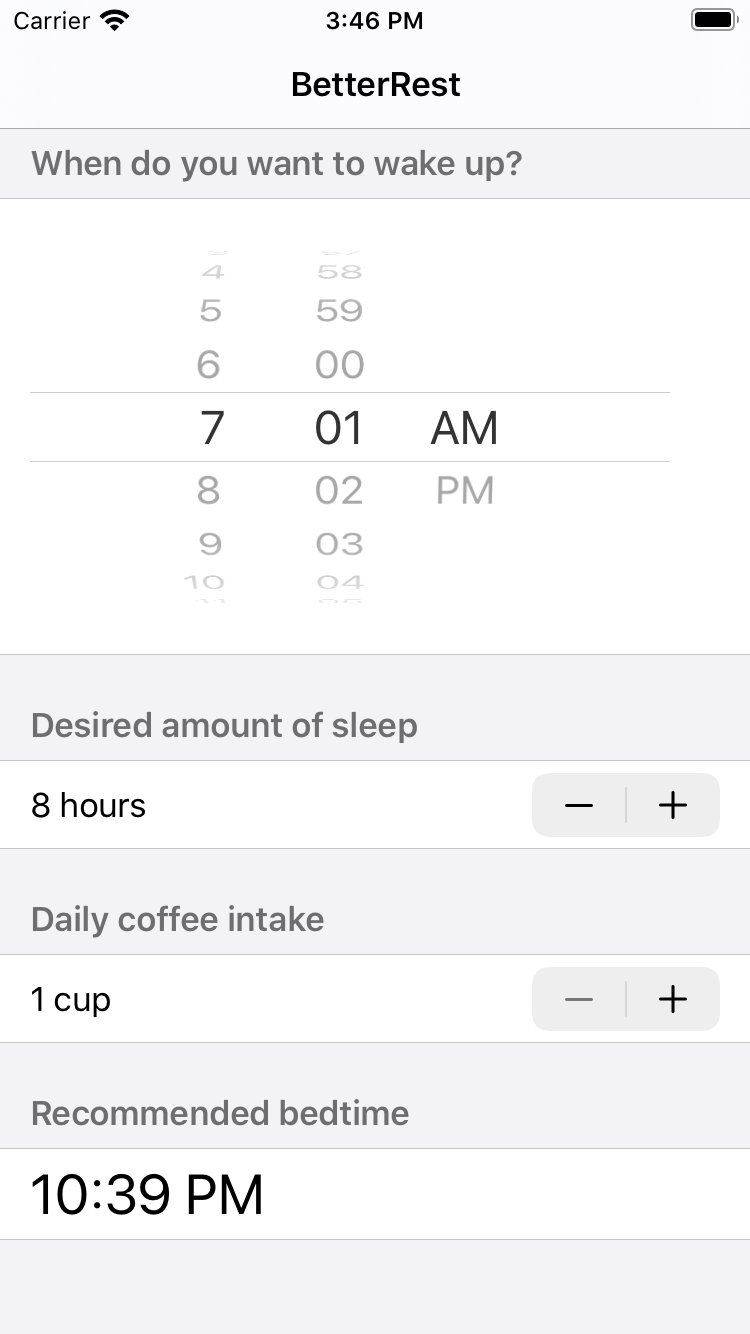 Carrier 3:46 PM
BetterRest
When do you want to wake up?
4 58
5 59
6 00
7 01 AM
8 02 PM
9 03
10 04
Desired amount of sleep
8 hours
Daily coffee intake
1 cup
Recommended bedtime
10:39 PM